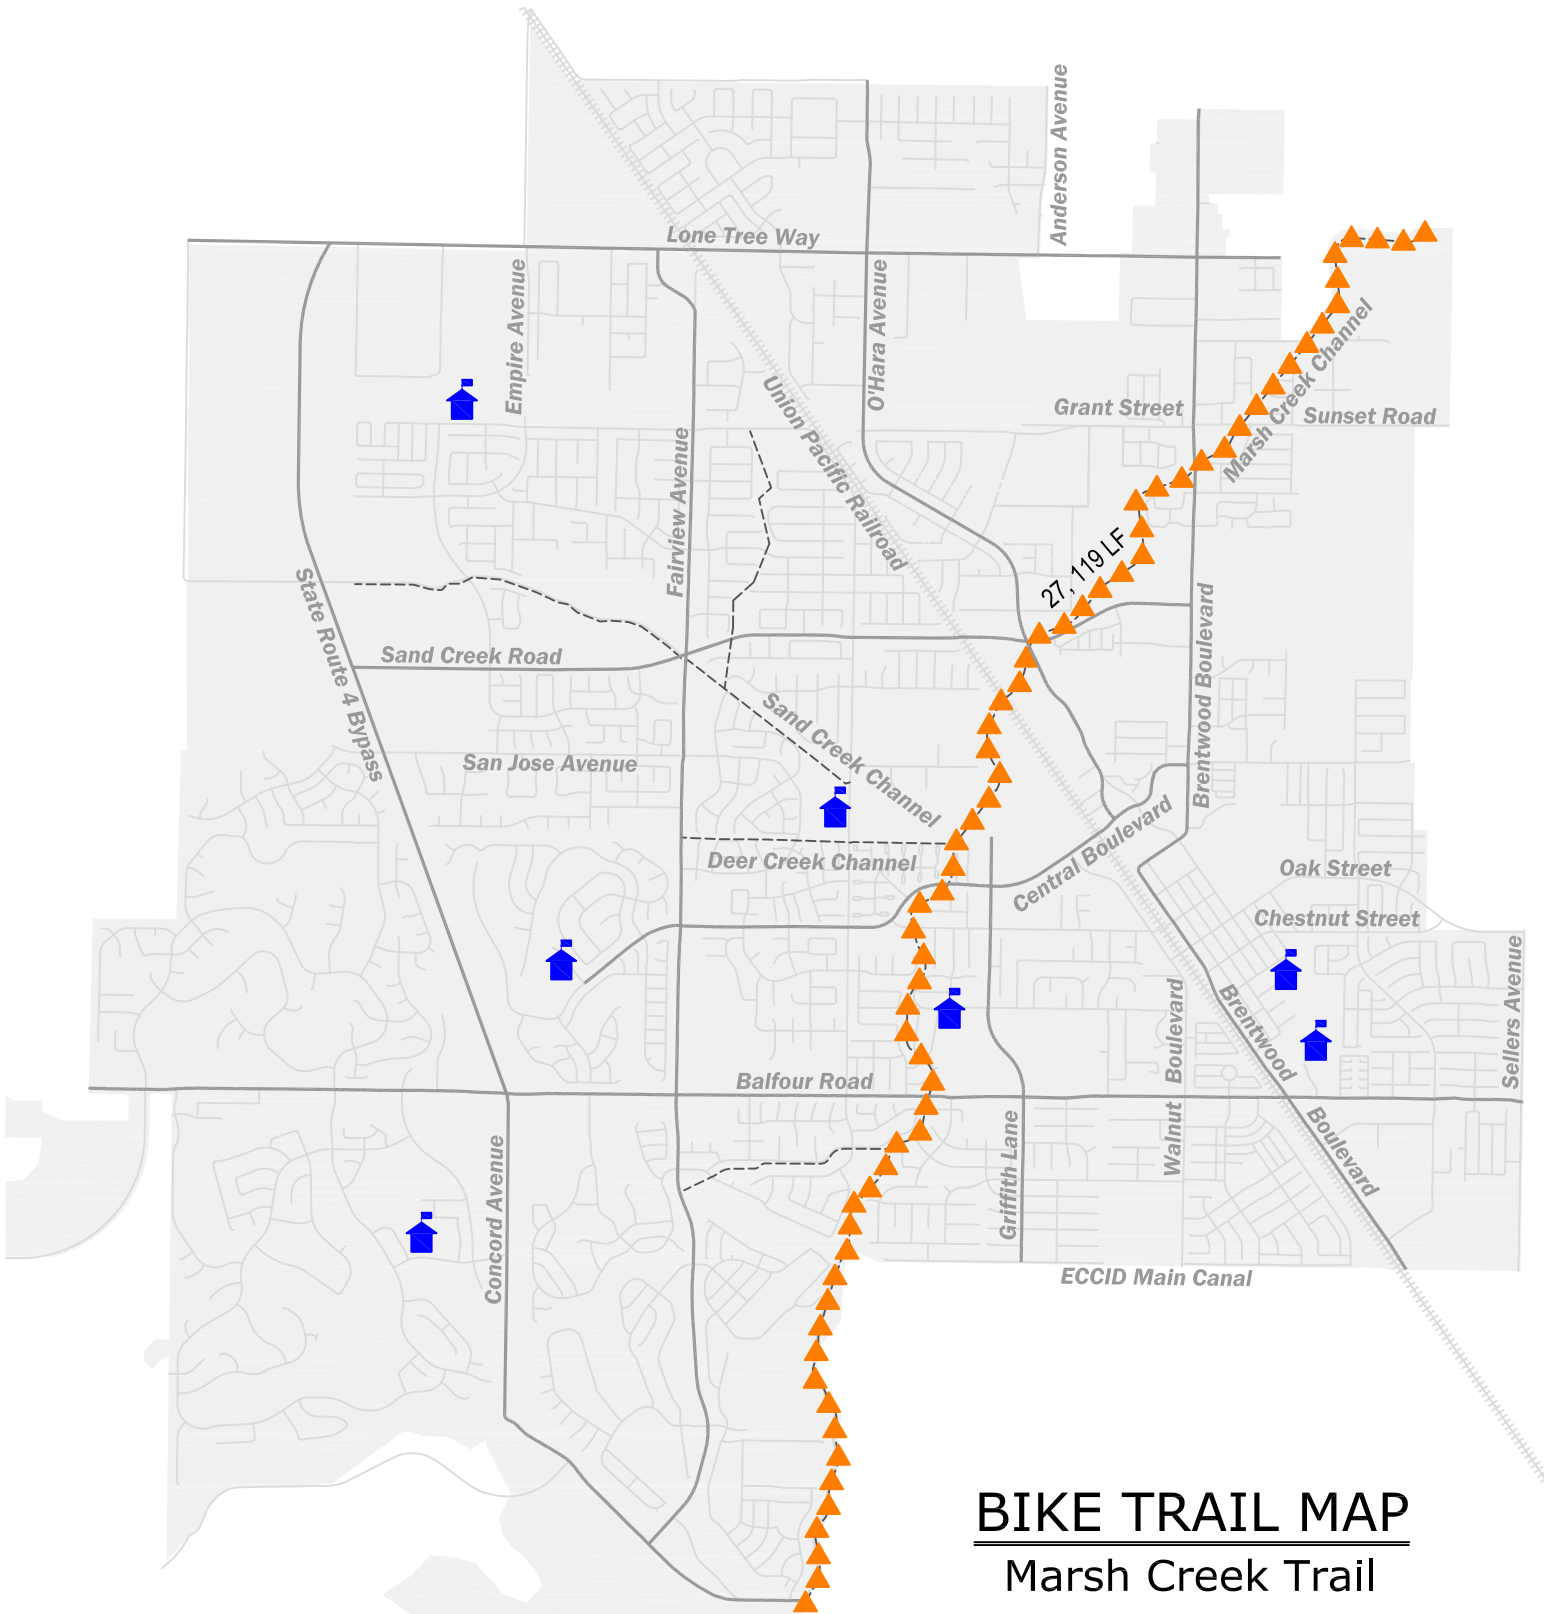 Anderson Avenue
Lone Tree Way
Empire Avenue
O'Hara Avenue
Marsh Creek Channel
Union Pacific Railroad
Grant Street
Sunset Road
Fairview Avenue
27, 119 LF
State Route 4 Bypass
Brentwood Boulevard
Sand Creek Road
Sand Creek Channel
San Jose Avenue
Central Boulevard
Deer Creek Channel
Oak Street
Chestnut Street
Sellers Avenue
Walnut Boulevard
Brentwood Boulevard
Balfour Road
Griffith Lane
Concord Avenue
ECCID Main Canal
BIKE TRAIL MAP
Marsh Creek Trail